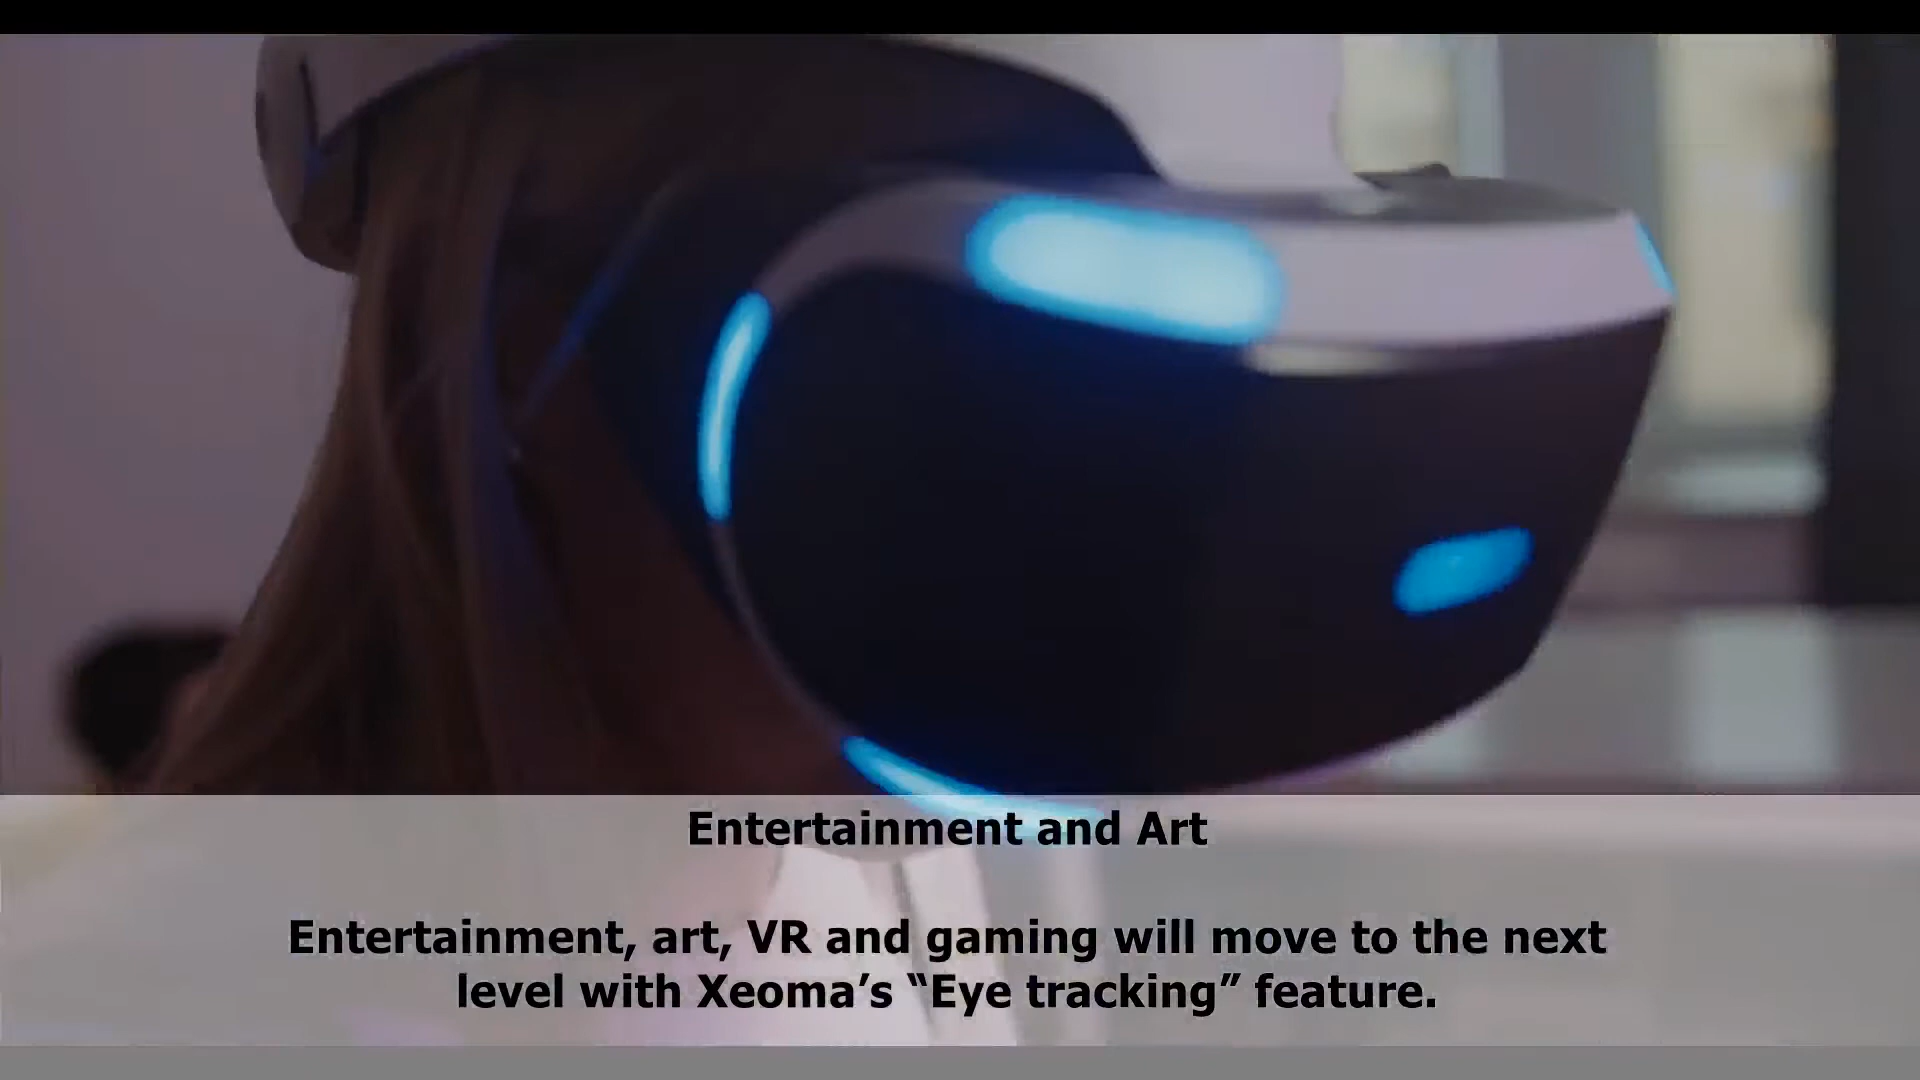 Entertainment and Art
Entertainment, art, VR and gaming will move to the next
level with Xeoma’s “Eye tracking” feature.